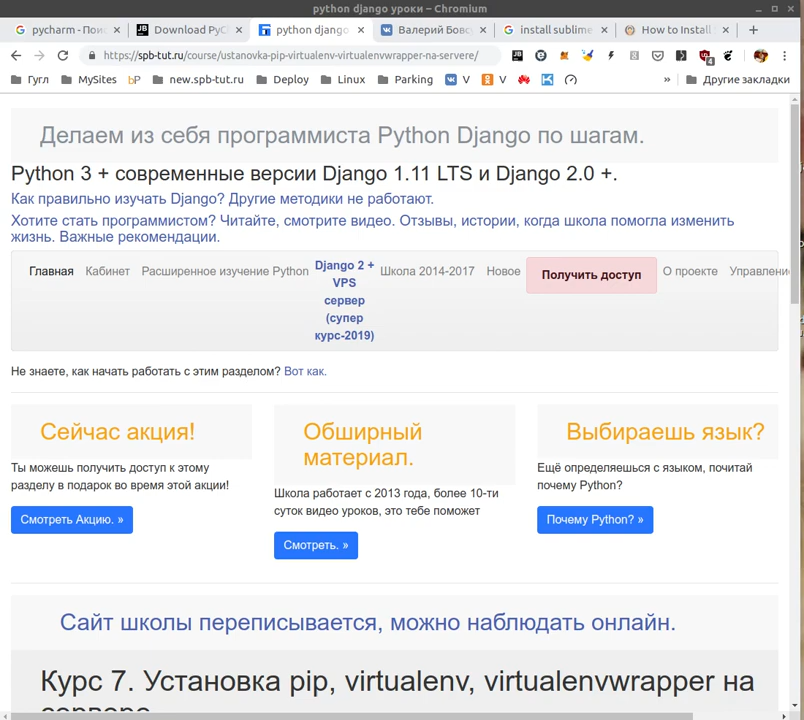 python django уроки – Chromium
pycharm - Пои
Download PyC
python django
Валерий Бовс
install sublime
How to Install
https://spb-tut.ru/course/ustanovka-pip-virtualenv-virtualenvwrapper-na-servere/
4
Гугл
MySites
bP
new.spb-tut.ru
Deploy
Linux
Parking
V
V
»
Другие закладки
Делаем из себя программиста Python Django по шагам.
Python 3 + современные версии Django 1.11 LTS и Django 2.0 +.
Как правильно изучать Django? Другие методики не работают.
Хотите стать программистом? Читайте, смотрите видео. Отзывы, истории, когда школа помогла изменить
жизнь. Важные рекомендации.
Главная
Кабинет
Расширенное изучение Python
Django 2 +
VPS
сервер
(супер
курс-2019)
Школа 2014-2017
Новое
Получить доступ
О проекте
Управлени
Не знаете, как начать работать с этим разделом? Вот как.
Сейчас акция!
Ты можешь получить доступ к этому
разделу в подарок во время этой акции!
Смотреть Акцию. »
Обширный
материал.
Школа работает с 2013 года, более 10-ти
суток видео уроков, это тебе поможет
Смотреть. »
Выбираешь язык?
Ещё определяешься с языком, почитай
почему Python?
Почему Python? »
Сайт школы переписывается, можно наблюдать онлайн.
Курс 7. Установка pip, virtualenv, virtualenvwrapper на
сервере